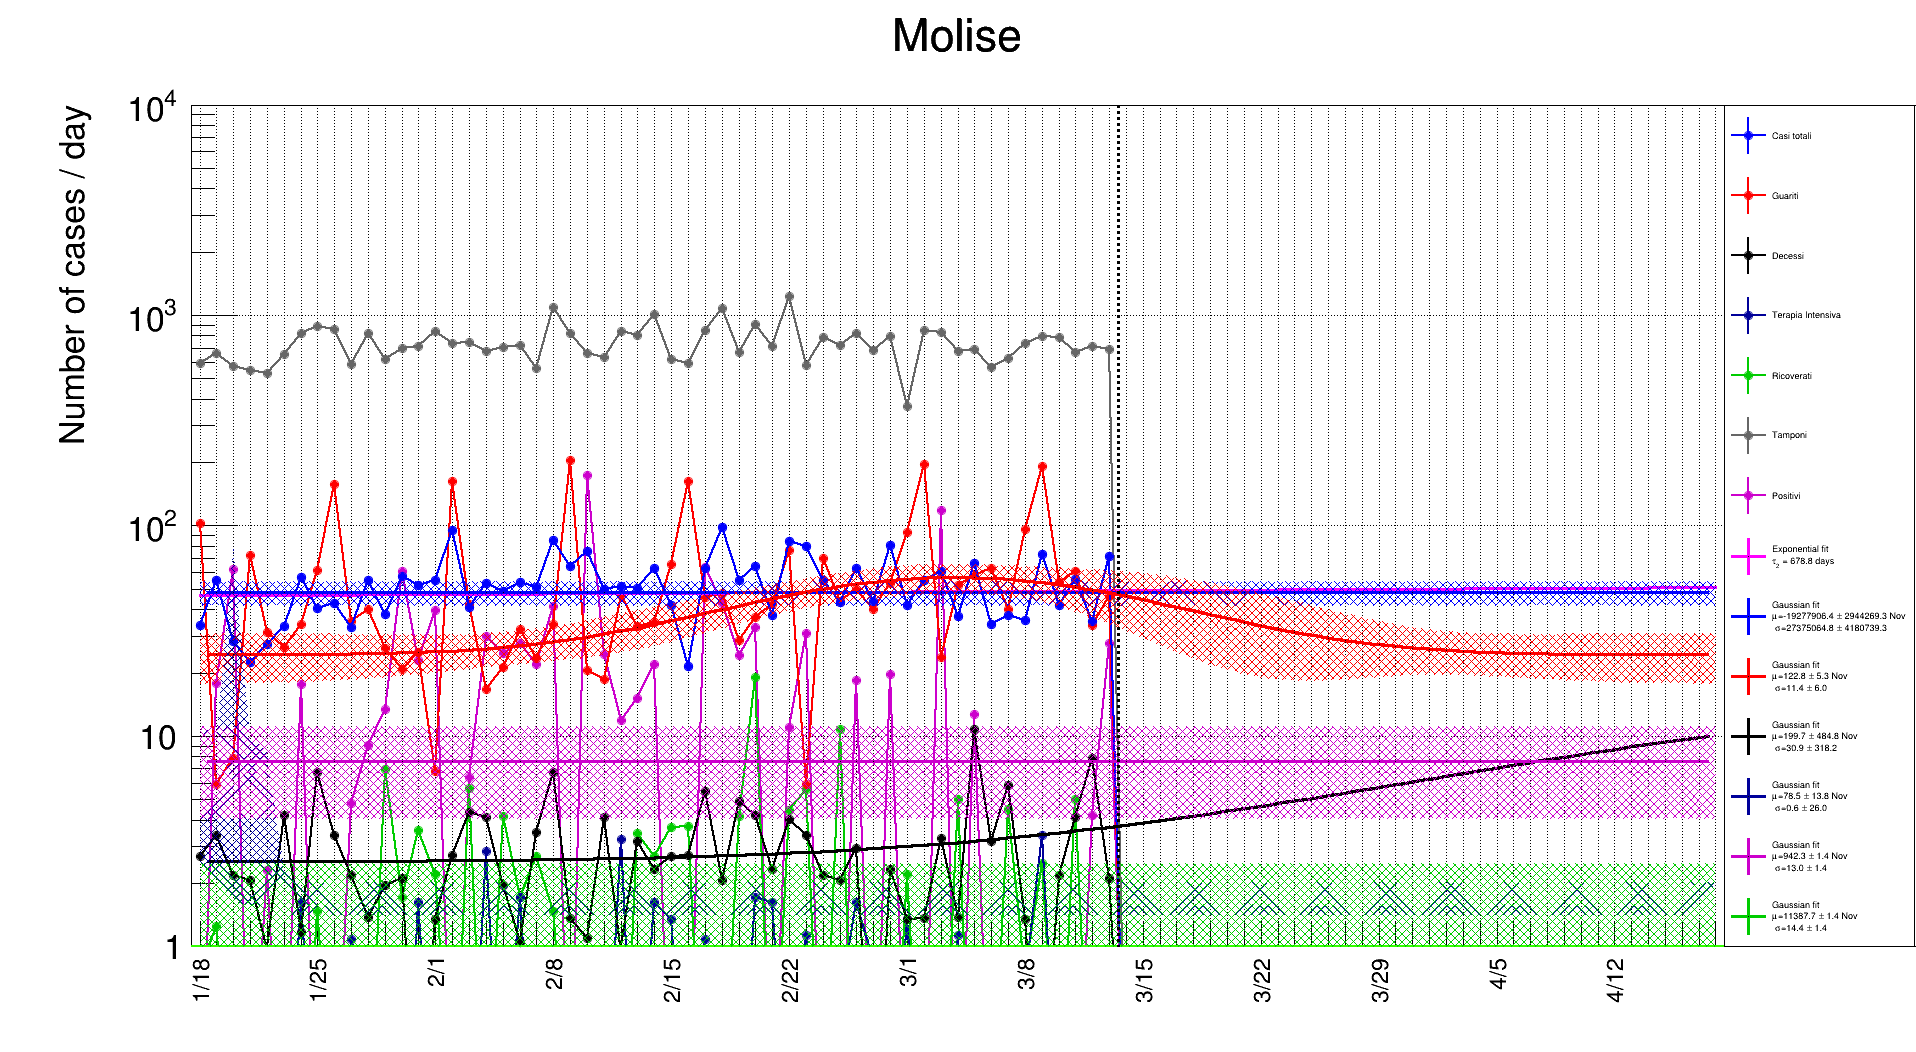 Molise
Number of cases / day
10^4
10^3
10^2
10
1
1/18
1/25
2/1
2/8
2/15
2/22
3/1
3/8
3/15
3/22
3/29
4/5
4/12
Casi totali
Guariti
Decessi
Terapia Intensiva
Ricoverati
Tamponi
Positivi
Exponential fit
τ₂ = 678.8 days
Gaussian fit
μ=-19277906.4 ± 2944269.3 Nov
σ=27375064.8 ± 4180739.3
Gaussian fit
μ=122.8 ± 5.3 Nov
σ=11.4 ± 6.0
Gaussian fit
μ=199.7 ± 484.8 Nov
σ=30.9 ± 318.2
Gaussian fit
μ=78.5 ± 13.8 Nov
σ=0.6 ± 26.0
Gaussian fit
μ=942.3 ± 1.4 Nov
σ=13.0 ± 1.4
Gaussian fit
μ=11387.7 ± 1.4 Nov
σ=14.4 ± 1.4